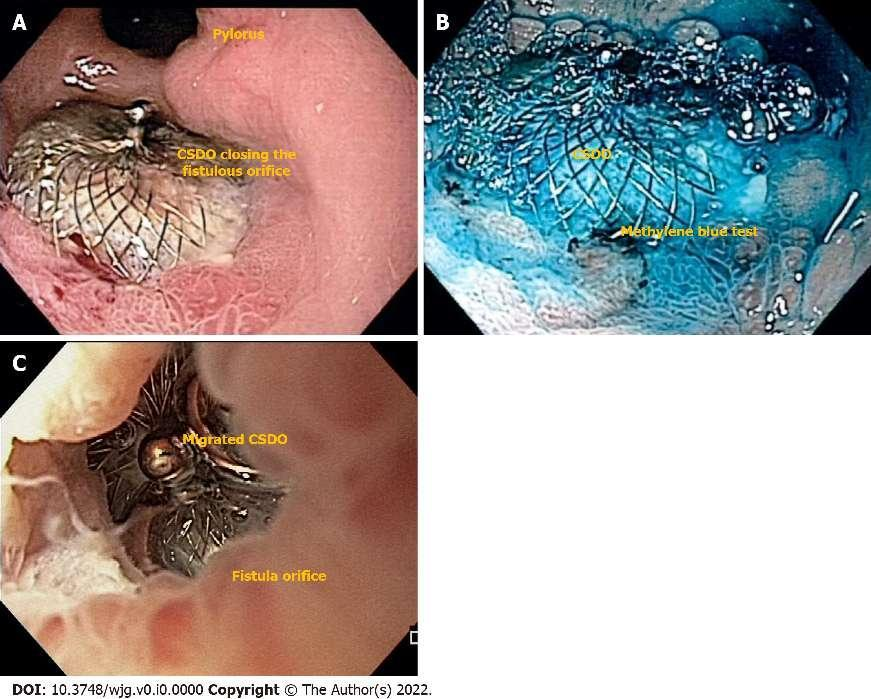 A
Pylorus
CSDO closing the
fistulous orifice
B
CSDO
Methylene blue test
C
Migrated CSDO
Fistula orifice
DOI: 10.3748/wjg.v0.i0.0000 Copyright © The Author(s) 2022.